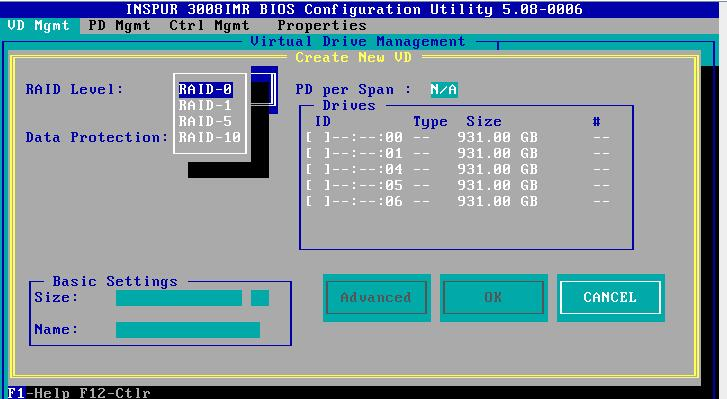 INSPUR 3008IMR BIOS Configuration Utility 5.08-0006
VD Mgmt PD Mgmt Ctrl Mgmt Properties
Virtual Drive Management
Create New VD
RAID Level: RAID-0 PD per Span : N/A
RAID-1
RAID-5
Data Protection: RAID-10
Drives
ID Type Size #
[ ]--:--:00 -- 931.00 GB --
[ ]--:--:01 -- 931.00 GB --
[ ]--:--:04 -- 931.00 GB --
[ ]--:--:05 -- 931.00 GB --
[ ]--:--:06 -- 931.00 GB --
Basic Settings
Size:
Name:
Advanced OK CANCEL
F1-Help F12-Ctlr